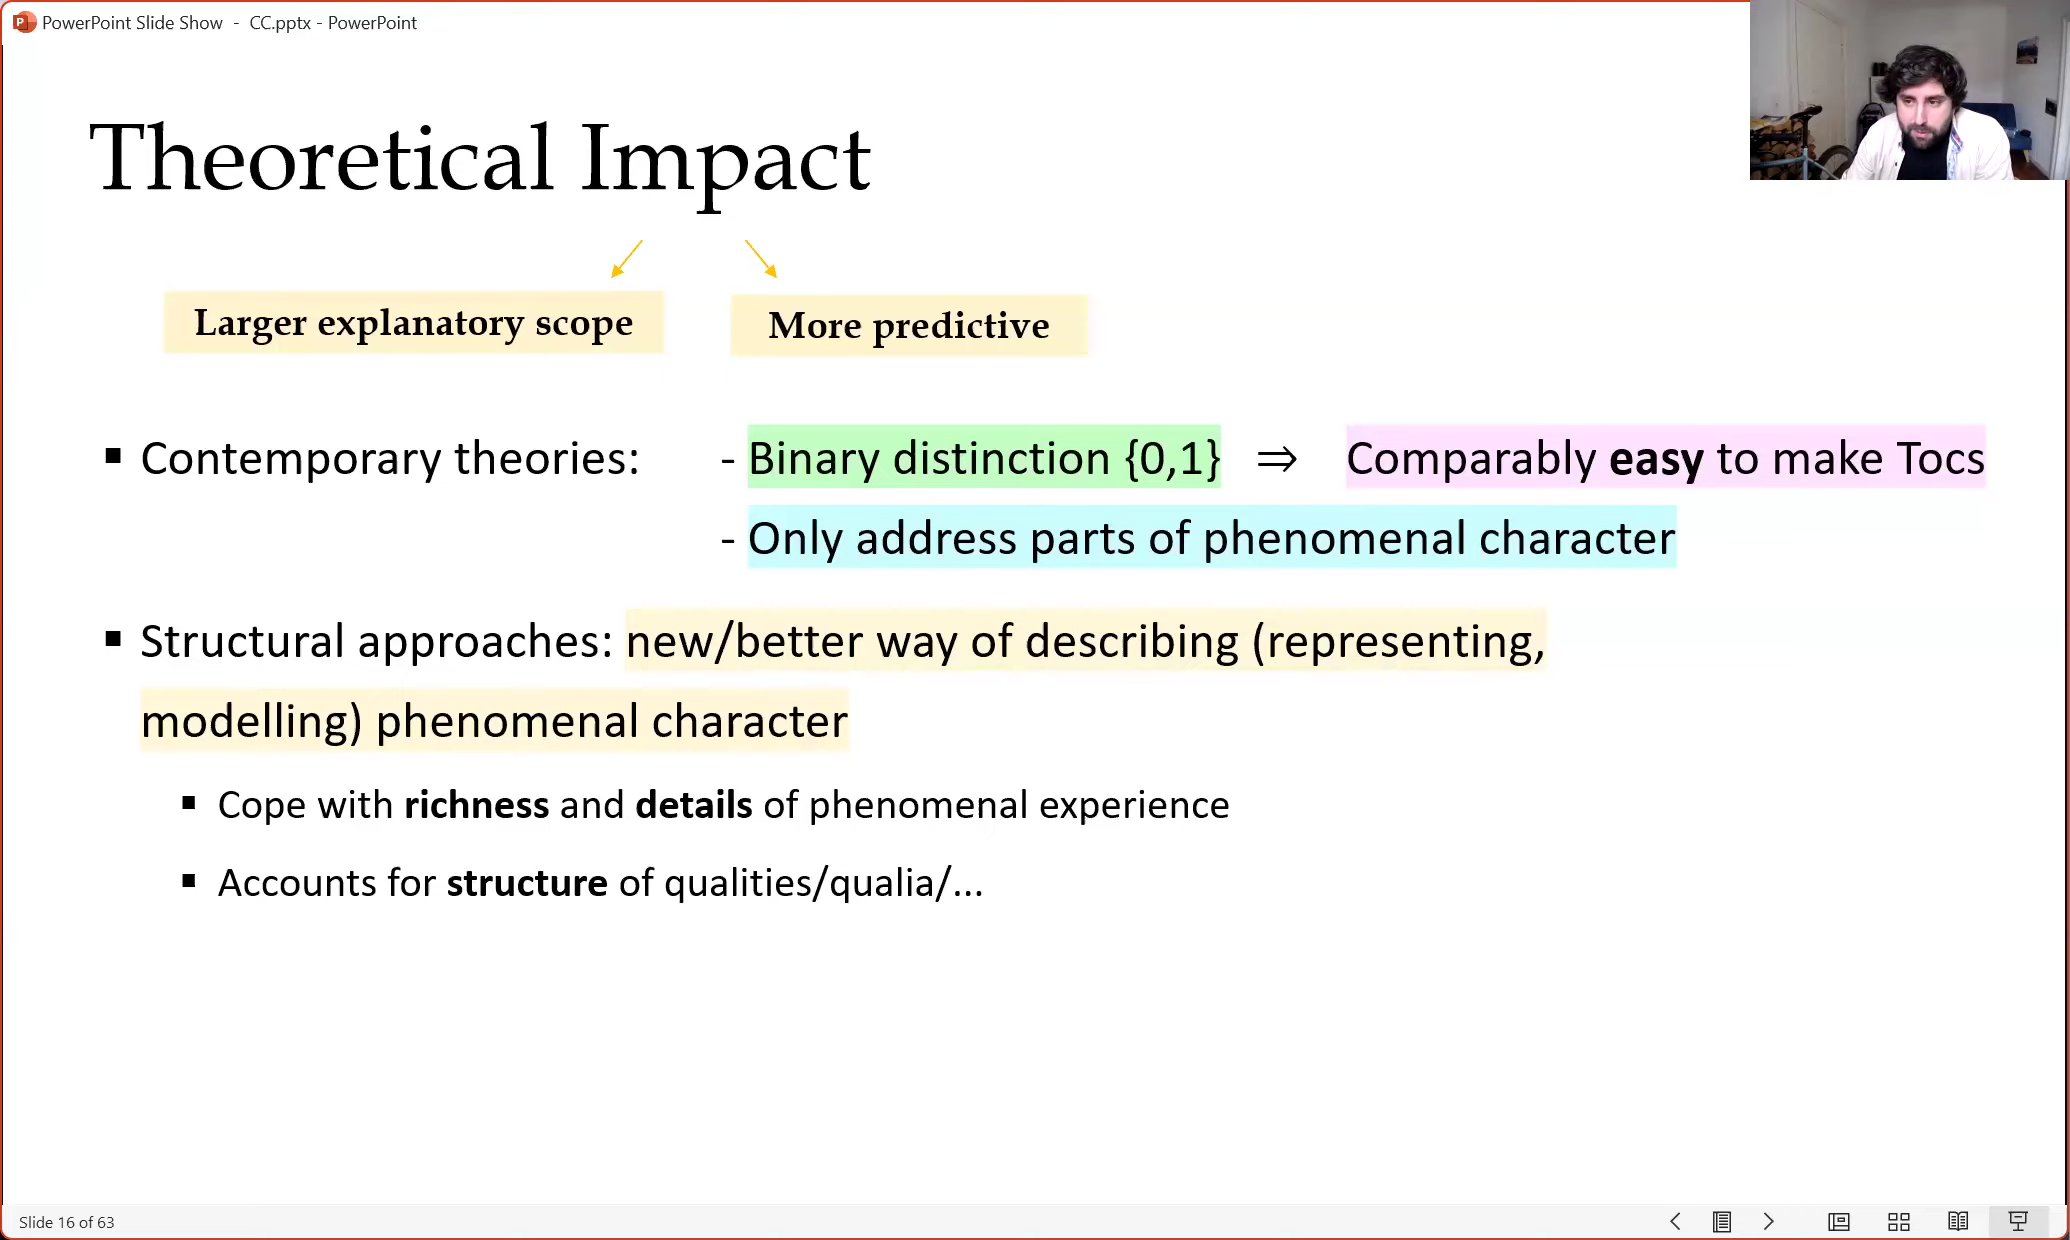 PowerPoint Slide Show - CC.pptx - PowerPoint
Theoretical Impact
Larger explanatory scope
More predictive
▪ Contemporary theories: - Binary distinction {0,1} ⇒ Comparably easy to make Tocs
- Only address parts of phenomenal character
▪ Structural approaches: new/better way of describing (representing,
modelling) phenomenal character
▪ Cope with richness and details of phenomenal experience
▪ Accounts for structure of qualities/qualia/...
Slide 16 of 63